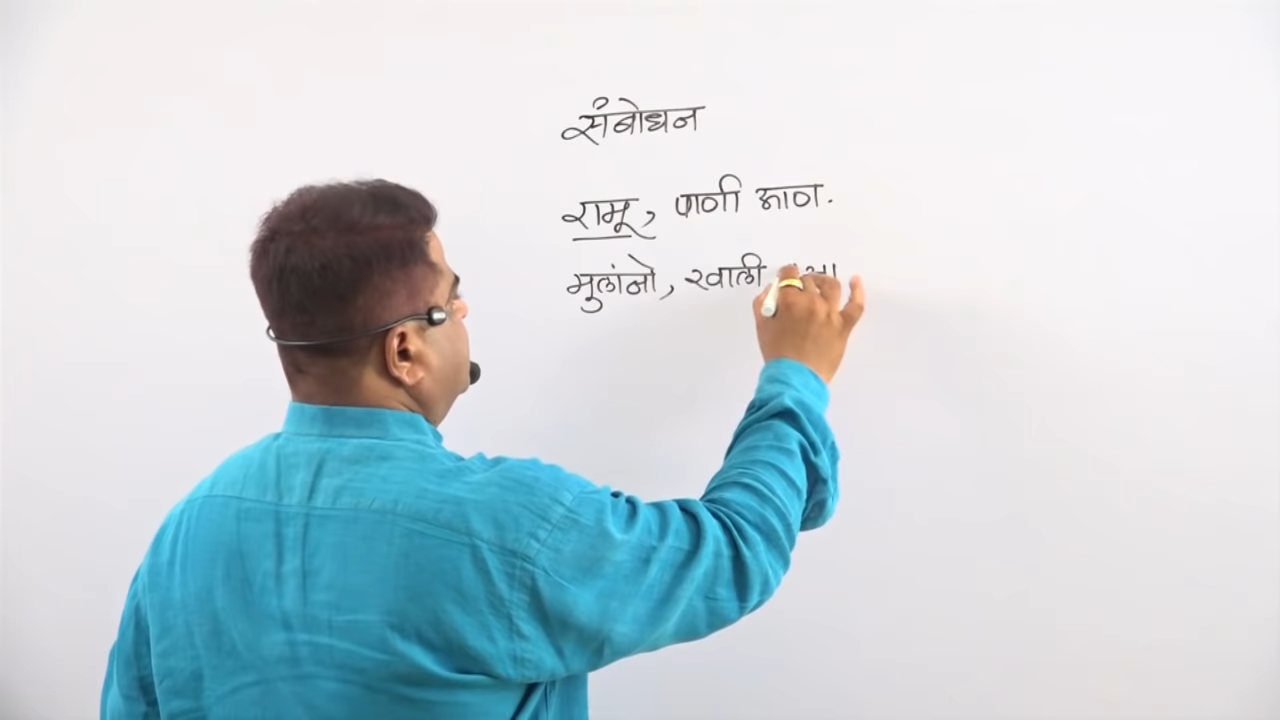 संबोधन
रामू, पाणी आण.
मुलांनो, खाली